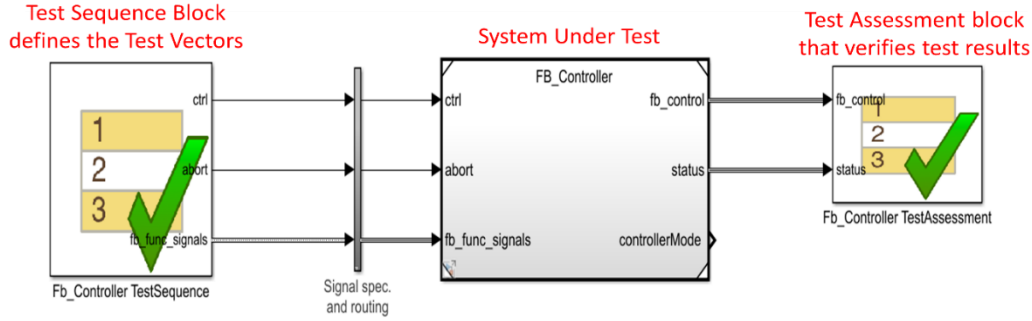 Test Sequence Block
defines the Test Vectors
System Under Test
Test Assessment block
that verifies test results
ctrl
abort
fb_func_signals
1
2
3
Fb_Controller TestSequence
Signal spec.
and routing
FB_Controller
ctrl
abort
fb_func_signals
fb_control
status
controllerMode
fb_control
status
1
2
3
Fb_Controller TestAssessment